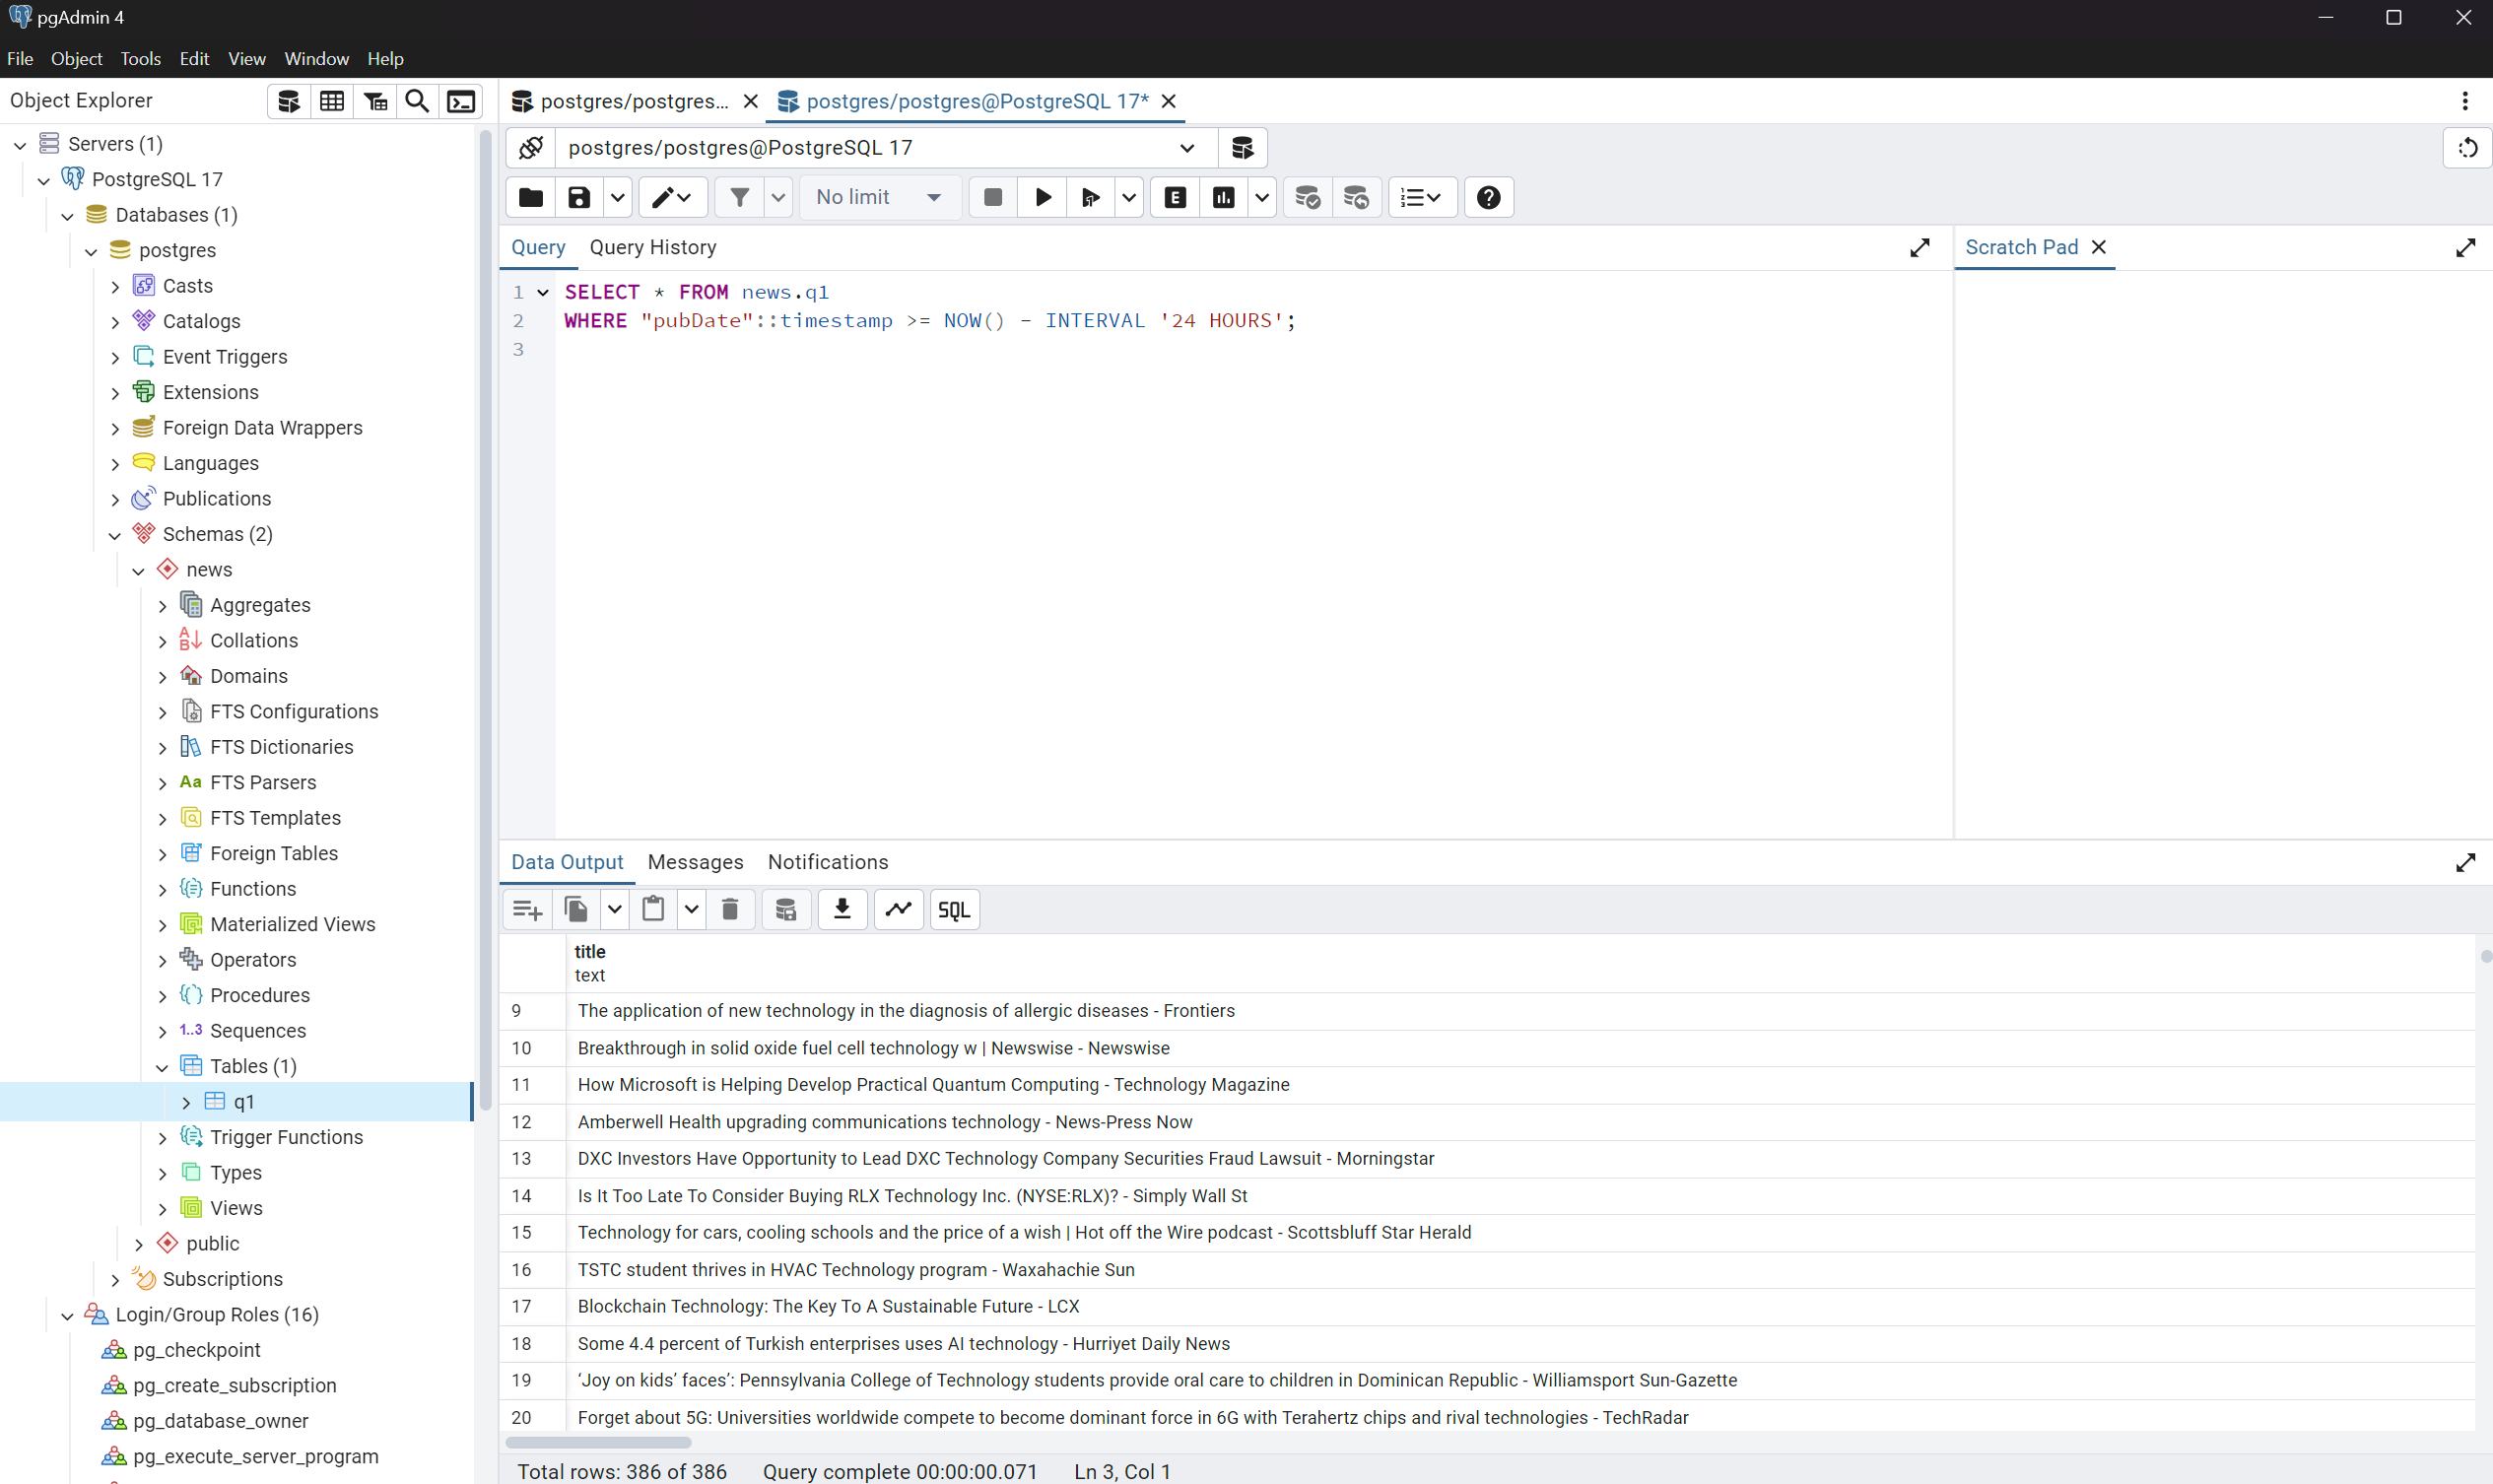 pgAdmin 4
File Object Tools Edit View Window Help
Object Explorer
Servers (1)
PostgreSQL 17
Databases (1)
postgres
Casts
Catalogs
Event Triggers
Extensions
Foreign Data Wrappers
Languages
Publications
Schemas (2)
news
Aggregates
Collations
Domains
FTS Configurations
FTS Dictionaries
Aa FTS Parsers
FTS Templates
Foreign Tables
Functions
Materialized Views
Operators
Procedures
1..3 Sequences
Tables (1)
q1
Trigger Functions
Types
Views
public
Subscriptions
Login/Group Roles (16)
pg_checkpoint
pg_create_subscription
pg_database_owner
pg_execute_server_program
postgres/postgres... postgres/postgres@PostgreSQL 17*
postgres/postgres@PostgreSQL 17
No limit
E
Query Query History
Scratch Pad
1 SELECT * FROM news.q1
2 WHERE "pubDate"::timestamp >= NOW() - INTERVAL '24 HOURS';
3
Data Output Messages Notifications
SQL
title
text
9 The application of new technology in the diagnosis of allergic diseases - Frontiers
10 Breakthrough in solid oxide fuel cell technology w | Newswise - Newswise
11 How Microsoft is Helping Develop Practical Quantum Computing - Technology Magazine
12 Amberwell Health upgrading communications technology - News-Press Now
13 DXC Investors Have Opportunity to Lead DXC Technology Company Securities Fraud Lawsuit - Morningstar
14 Is It Too Late To Consider Buying RLX Technology Inc. (NYSE:RLX)? - Simply Wall St
15 Technology for cars, cooling schools and the price of a wish | Hot off the Wire podcast - Scottsbluff Star Herald
16 TSTC student thrives in HVAC Technology program - Waxahachie Sun
17 Blockchain Technology: The Key To A Sustainable Future - LCX
18 Some 4.4 percent of Turkish enterprises uses AI technology - Hurriyet Daily News
19 ‘Joy on kids’ faces’: Pennsylvania College of Technology students provide oral care to children in Dominican Republic - Williamsport Sun-Gazette
20 Forget about 5G: Universities worldwide compete to become dominant force in 6G with Terahertz chips and rival technologies - TechRadar
Total rows: 386 of 386 Query complete 00:00:00.071 Ln 3, Col 1